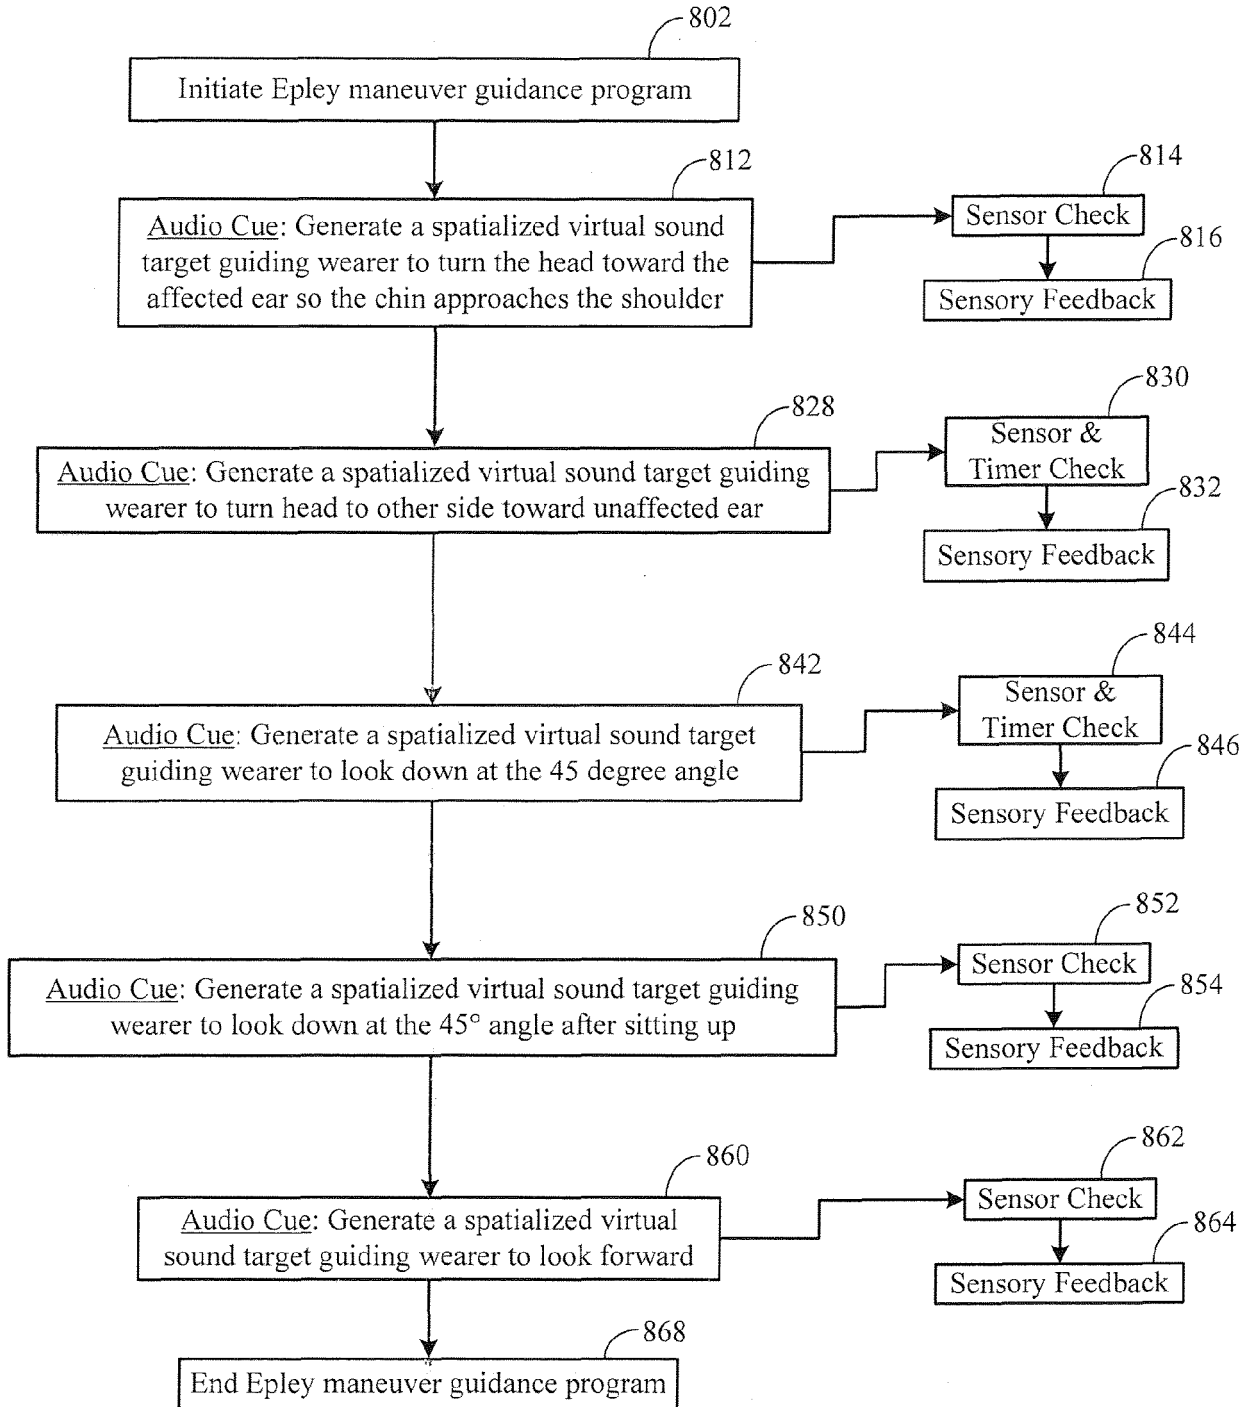 802
Initiate Epley maneuver guidance program
812
Audio Cue: Generate a spatialized virtual sound
target guiding wearer to turn the head toward the
affected ear so the chin approaches the shoulder
814
Sensor Check
816
Sensory Feedback
828
Audio Cue: Generate a spatialized virtual sound target guiding
wearer to turn head to other side toward unaffected ear
830
Sensor &
Timer Check
832
Sensory Feedback
842
Audio Cue: Generate a spatialized virtual sound target
guiding wearer to look down at the 45 degree angle
844
Sensor &
Timer Check
846
Sensory Feedback
850
Audio Cue: Generate a spatialized virtual sound target guiding
wearer to look down at the 45° angle after sitting up
852
Sensor Check
854
Sensory Feedback
860
Audio Cue: Generate a spatialized virtual
sound target guiding wearer to look forward
862
Sensor Check
864
Sensory Feedback
868
End Epley maneuver guidance program